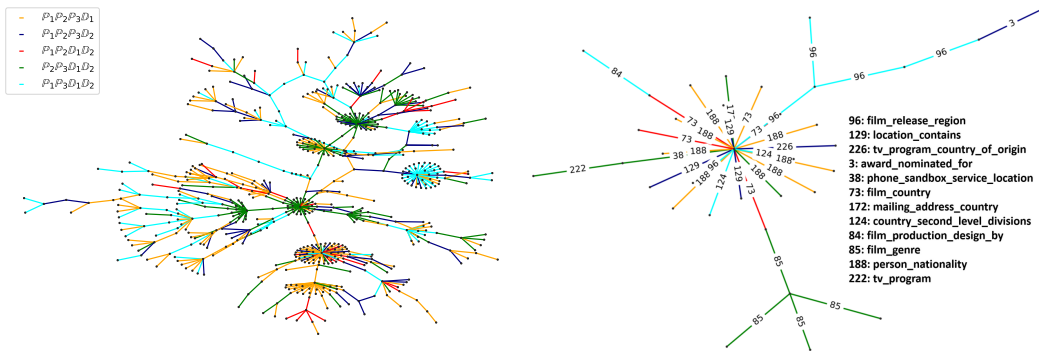 ℙ₁ℙ₂ℙ₃𝔻₁
ℙ₁ℙ₂ℙ₃𝔻₂
ℙ₁ℙ₂𝔻₁𝔻₂
ℙ₂ℙ₃𝔻₁𝔻₂
ℙ₁ℙ₃𝔻₁𝔻₂
3
96
96
96
84
17
73
188
129
73
96
188
226
73
188
38
188
124
188
129
96
188
124
129
73
188
222
85
85
85
85
96: film_release_region
129: location_contains
226: tv_program_country_of_origin
3: award_nominated_for
38: phone_sandbox_service_location
73: film_country
172: mailing_address_country
124: country_second_level_divisions
84: film_production_design_by
85: film_genre
188: person_nationality
222: tv_program